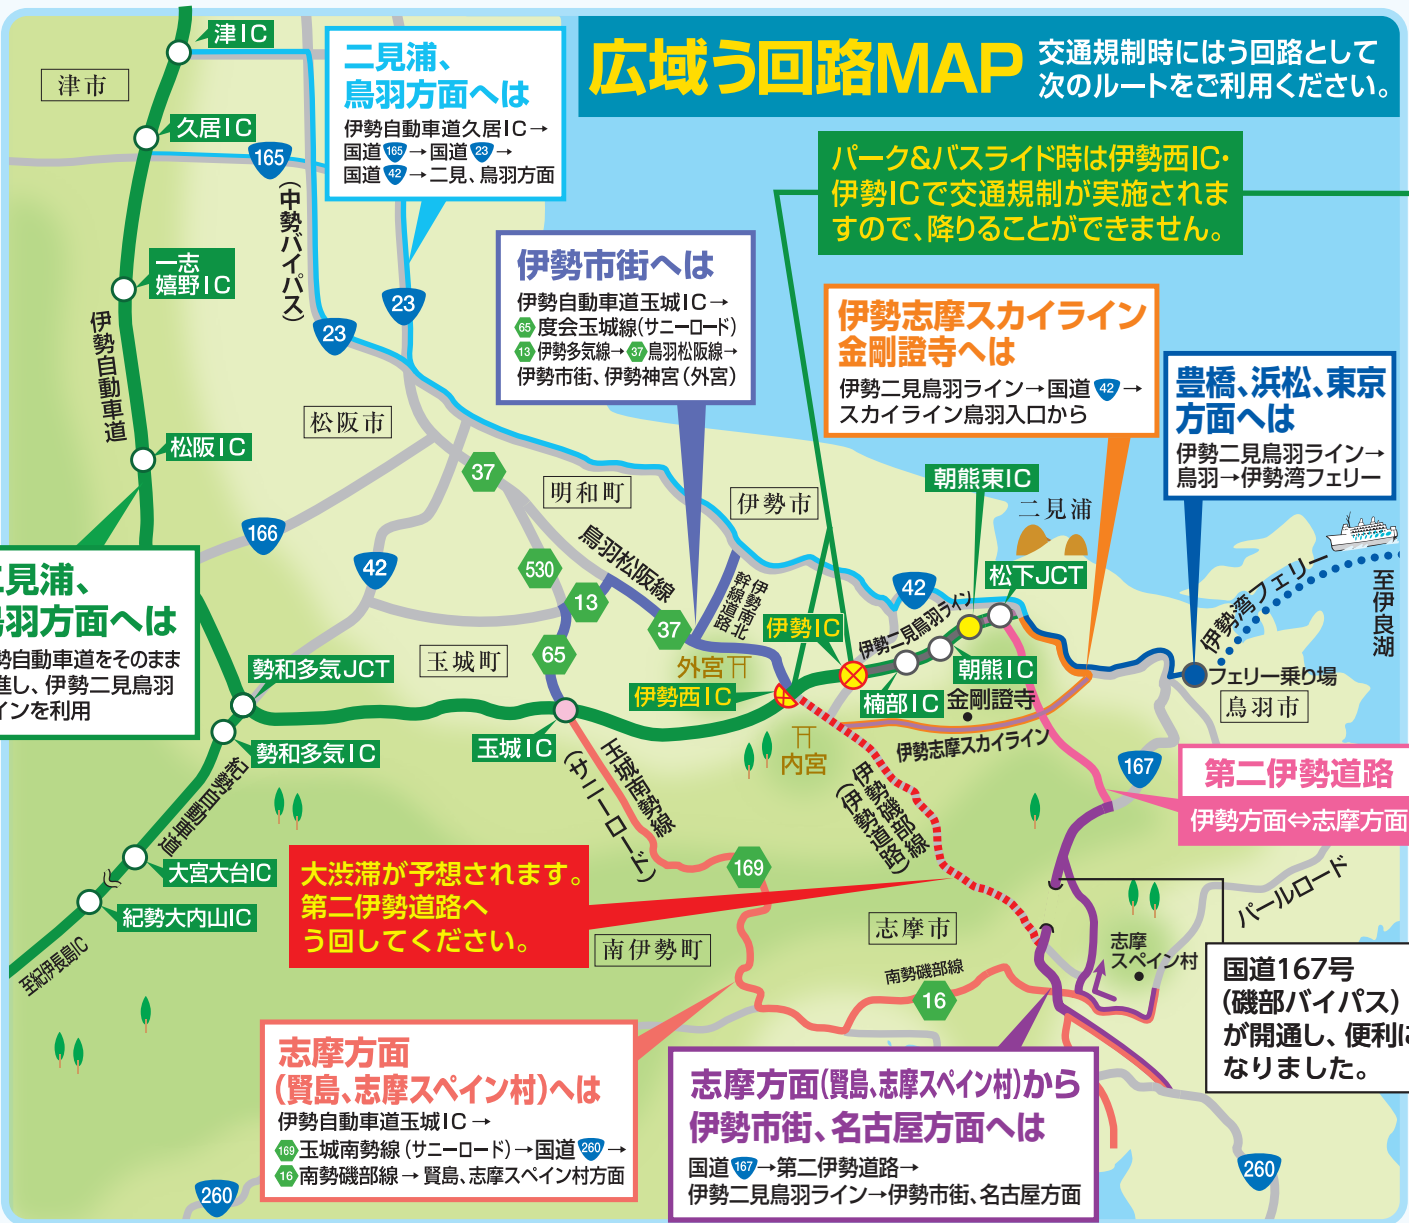 広域う回路MAP
交通規制時にはう回路として
次のルートをご利用ください。
津IC
津市
久居IC
165
(中勢バイパス)
二見浦、
鳥羽方面へは
伊勢自動車道久居IC→
国道165→国道23→
国道42→二見、鳥羽方面
パーク&バスライド時は伊勢西IC・
伊勢ICで交通規制が実施されま
すので、降りることができません。
一志
嬉野IC
伊勢自動車道
23
23
伊勢市街へは
伊勢自動車道玉城IC→
65度会玉城線(サニーロード)
13伊勢多気線→37鳥羽松阪線→
伊勢市街、伊勢神宮(外宮)
伊勢志摩スカイライン
金剛證寺へは
伊勢二見鳥羽ライン→国道42→
スカイライン鳥羽入口から
豊橋、浜松、東京
方面へは
伊勢二見鳥羽ライン→
鳥羽→伊勢湾フェリー
松阪市
松阪IC
37
明和町
伊勢市
朝熊東IC
二見浦
166
42
530
13
鳥羽松阪線
37
伊勢南北
幹線道路
42
松下JCT
伊勢二見鳥羽ライン
伊勢湾フェリー
至伊良湖
見浦、
羽方面へは
勢自動車道をそのまま
進し、伊勢二見鳥羽
インを利用
勢和多気JCT
玉城町
65
外宮
伊勢IC
伊勢西IC
朝熊IC
楠部IC
金剛證寺
フェリー乗り場
鳥羽市
勢和多気IC
玉城IC
内宮
伊勢志摩スカイライン
167
第二伊勢道路
伊勢方面⇔志摩方面
紀勢自動車道
玉城南勢線
(サニーロード)
伊勢磯部線
(伊勢道路)
大宮大台IC
紀勢大内山IC
至紀伊長島IC
大渋滞が予想されます。
第二伊勢道路へ
う回してください。
169
南伊勢町
志摩市
南勢磯部線
16
パールロード
志摩
スペイン村
国道167号
(磯部バイパス)
が開通し、便利に
なりました。
志摩方面
(賢島、志摩スペイン村)へは
伊勢自動車道玉城IC→
169玉城南勢線(サニーロード)→国道260→
16南勢磯部線→賢島、志摩スペイン村方面
志摩方面(賢島、志摩スペイン村)から
伊勢市街、名古屋方面へは
国道167→第二伊勢道路→
伊勢二見鳥羽ライン→伊勢市街、名古屋方面
260
260